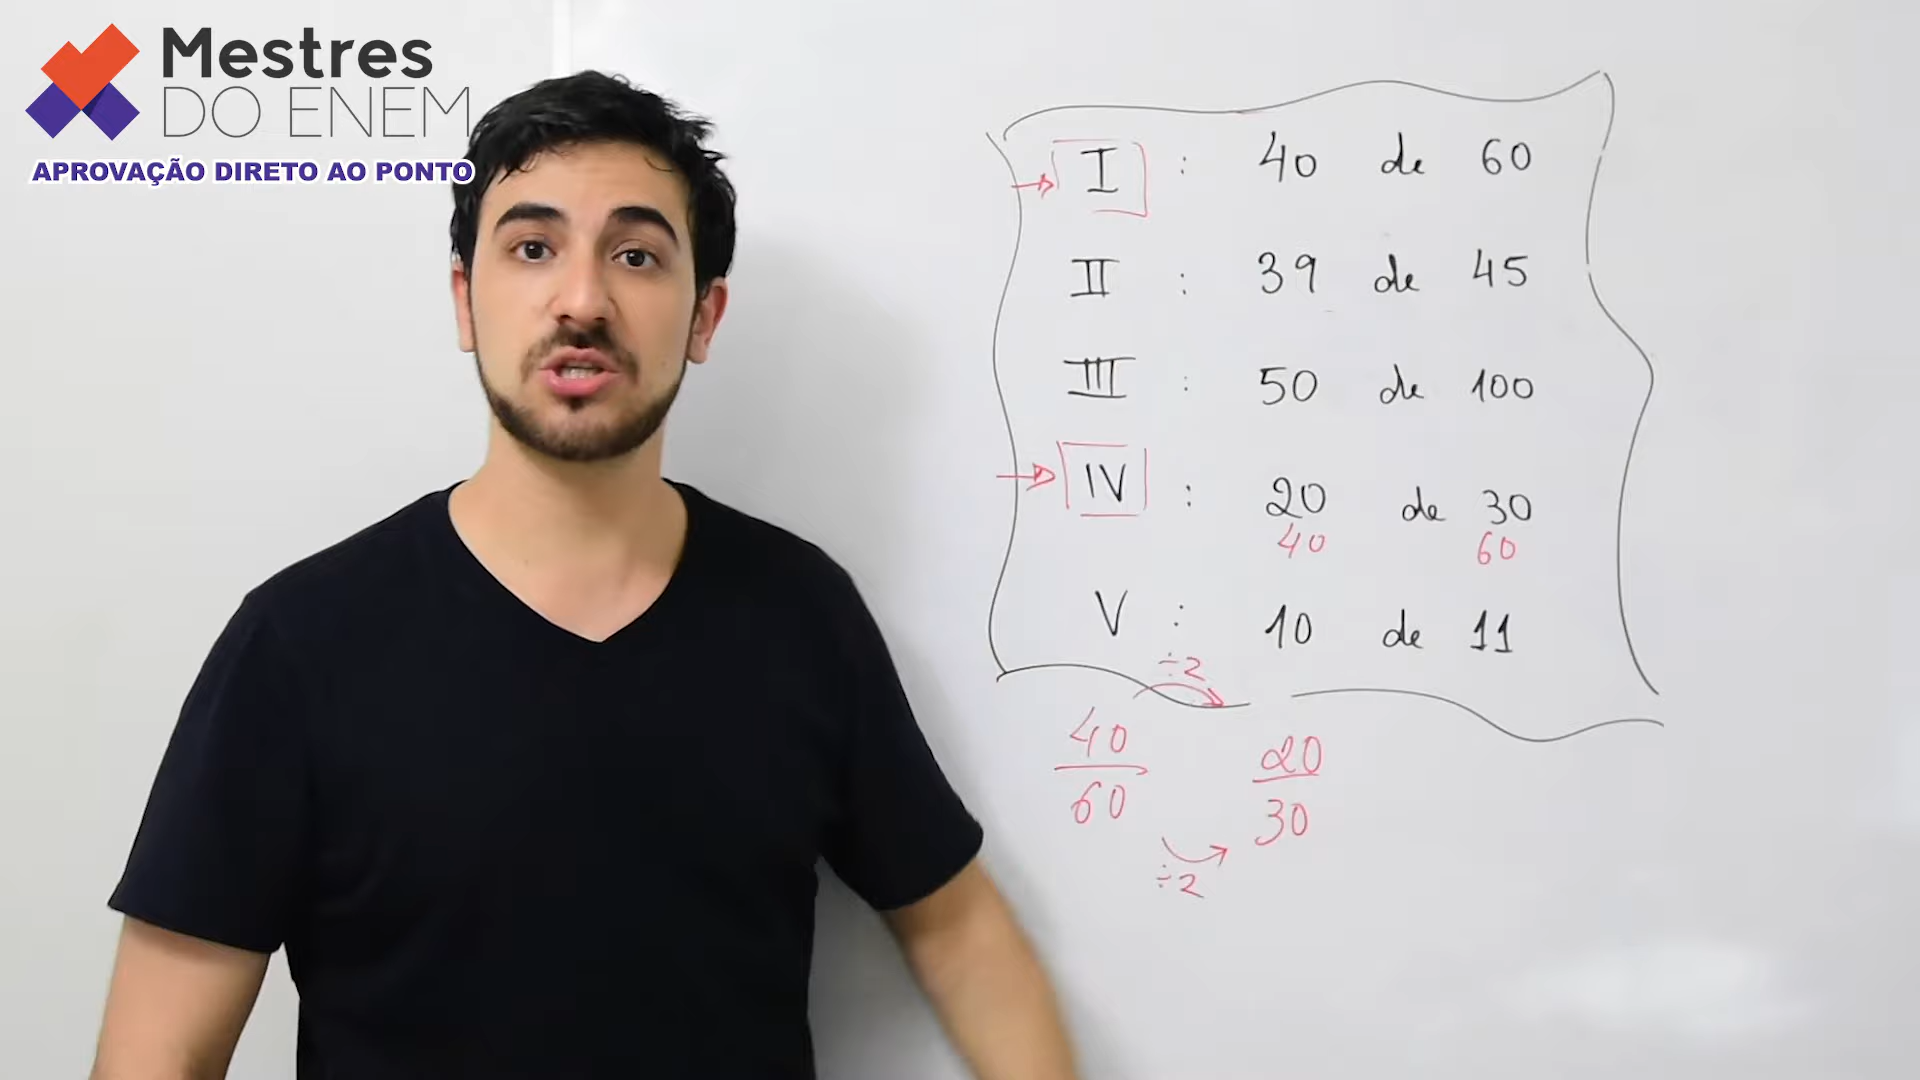 Mestres
DO ENEM
APROVAÇÃO DIRETO AO PONTO
I : 40 de 60
II : 39 de 45
III : 50 de 100
IV : 20 de 30
40 60
V : 10 de 11
÷2
40 20
60 30
÷2